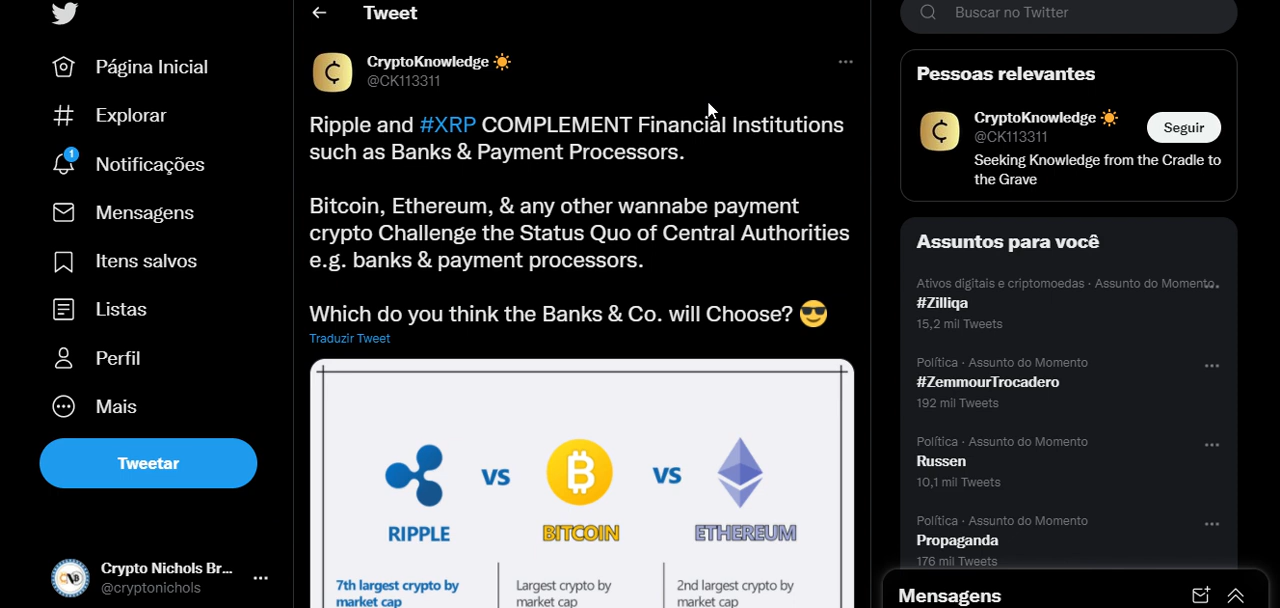 Tweet
Buscar no Twitter
Página Inicial
Explorar
1
Notificações
Mensagens
Itens salvos
Listas
Perfil
Mais
Tweetar
Crypto Nichols Br...
@cryptonichols
CryptoKnowledge
@CK113311
Ripple and #XRP COMPLEMENT Financial Institutions
such as Banks & Payment Processors.
Bitcoin, Ethereum, & any other wannabe payment
crypto Challenge the Status Quo of Central Authorities
e.g. banks & payment processors.
Which do you think the Banks & Co. will Choose? 😎
Traduzir Tweet
VS
VS
RIPPLE
BITCOIN
ETHEREUM
7th largest crypto by
market cap
Largest crypto by
market cap
2nd largest crypto by
market cap
Pessoas relevantes
CryptoKnowledge
@CK113311
Seguir
Seeking Knowledge from the Cradle to
the Grave
Assuntos para você
Ativos digitais e criptomoedas · Assunto do Momento
#Zilliqa
15,2 mil Tweets
Política · Assunto do Momento
#ZemmourTrocadero
192 mil Tweets
Política · Assunto do Momento
Russen
10,1 mil Tweets
Política · Assunto do Momento
Propaganda
176 mil Tweets
Mensagens